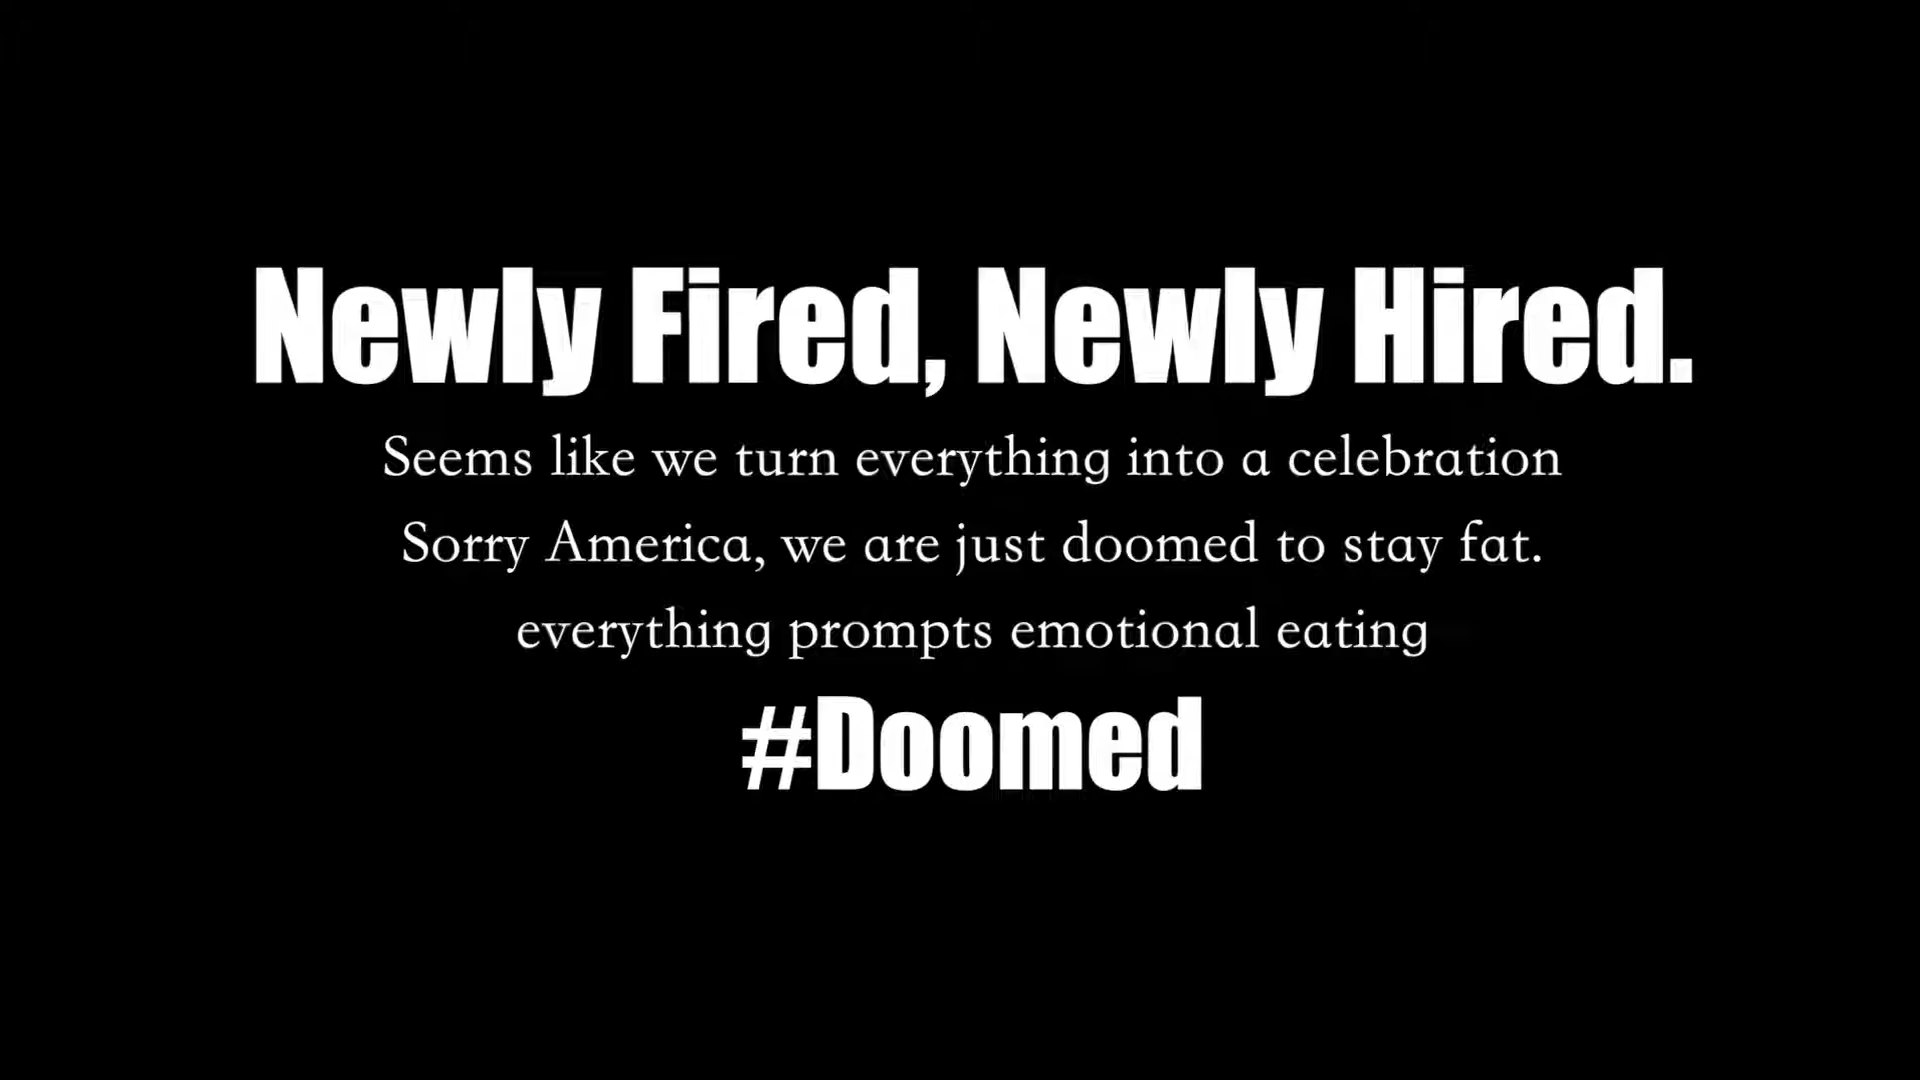 Newly Fired, Newly Hired.
Seems like we turn everything into a celebration
Sorry America, we are just doomed to stay fat.
everything prompts emotional eating
#Doomed